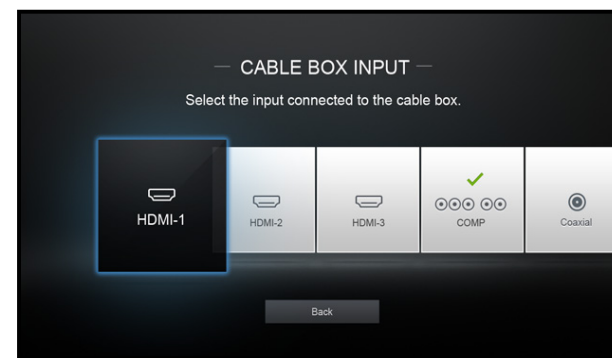 CABLE BOX INPUT
Select the input connected to the cable box.
HDMI-1
HDMI-2
HDMI-3
COMP
Coaxial
Back